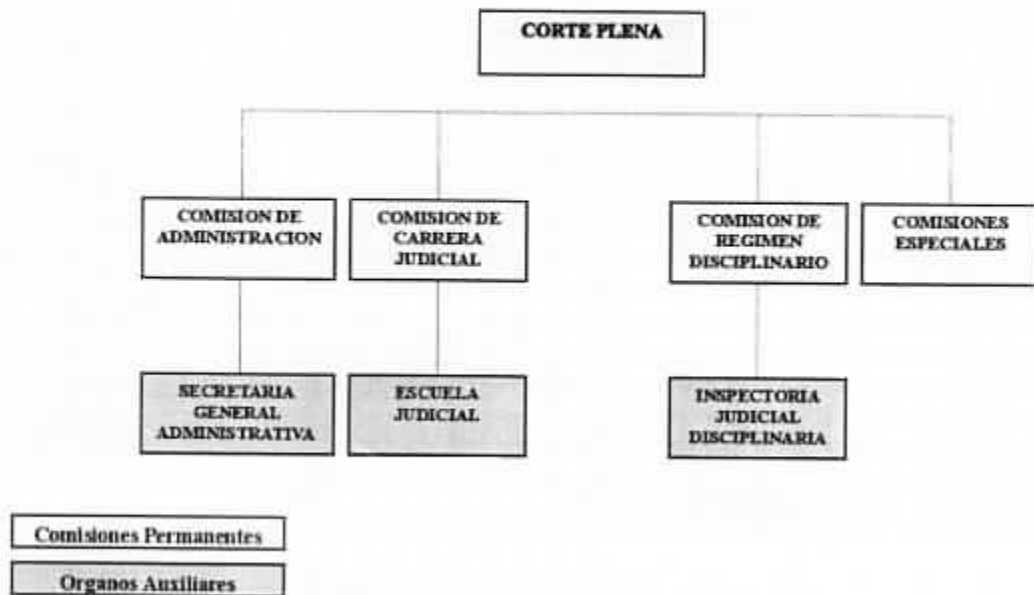 CORTE PLENA
COMISION DE
ADMINISTRACION
COMISION DE
CARRERA
JUDICIAL
COMISION DE
REGIMEN
DISCIPLINARIO
COMISIONES
ESPECIALES
SECRETARIA
GENERAL
ADMINISTRATIVA
ESCUELA
JUDICIAL
INSPECTORIA
JUDICIAL
DISCIPLINARIA
Comisiones Permanentes
Organos Auxiliares